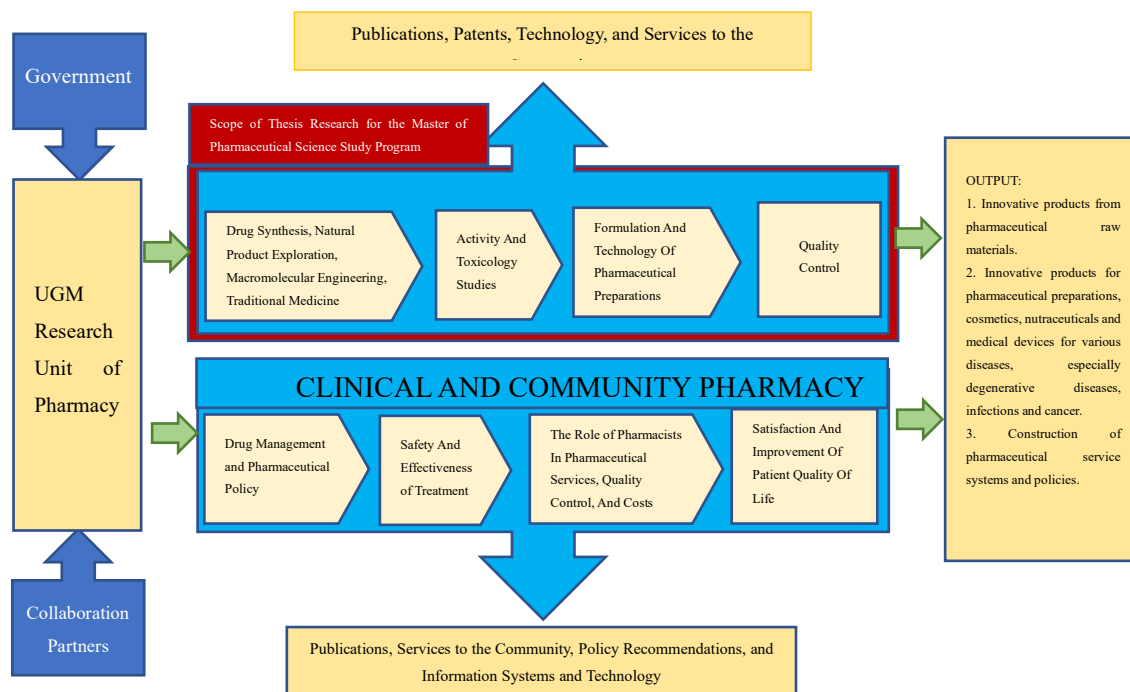 Government
Publications, Patents, Technology, and Services to the
Scope of Thesis Research for the Master of
Pharmaceutical Science Study Program
UGM
Research
Unit of
Pharmacy
Drug Synthesis, Natural
Product Exploration,
Macromolecular Engineering,
Traditional Medicine
Activity And
Toxicology
Studies
Formulation And
Technology Of
Pharmaceutical
Preparations
Quality
Control
CLINICAL AND COMMUNITY PHARMACY
Drug Management
and Pharmaceutical
Policy
Safety And
Effectiveness
of Treatment
The Role of Pharmacists
In Pharmaceutical
Services, Quality
Control, And Costs
Satisfaction And
Improvement Of
Patient Quality Of
Life
OUTPUT:
1. Innovative products from
pharmaceutical raw
materials.
2. Innovative products for
pharmaceutical preparations,
cosmetics, nutraceuticals and
medical devices for various
diseases, especially
degenerative diseases,
infections and cancer.
3. Construction of
pharmaceutical service
systems and policies.
Collaboration
Partners
Publications, Services to the Community, Policy Recommendations, and
Information Systems and Technology